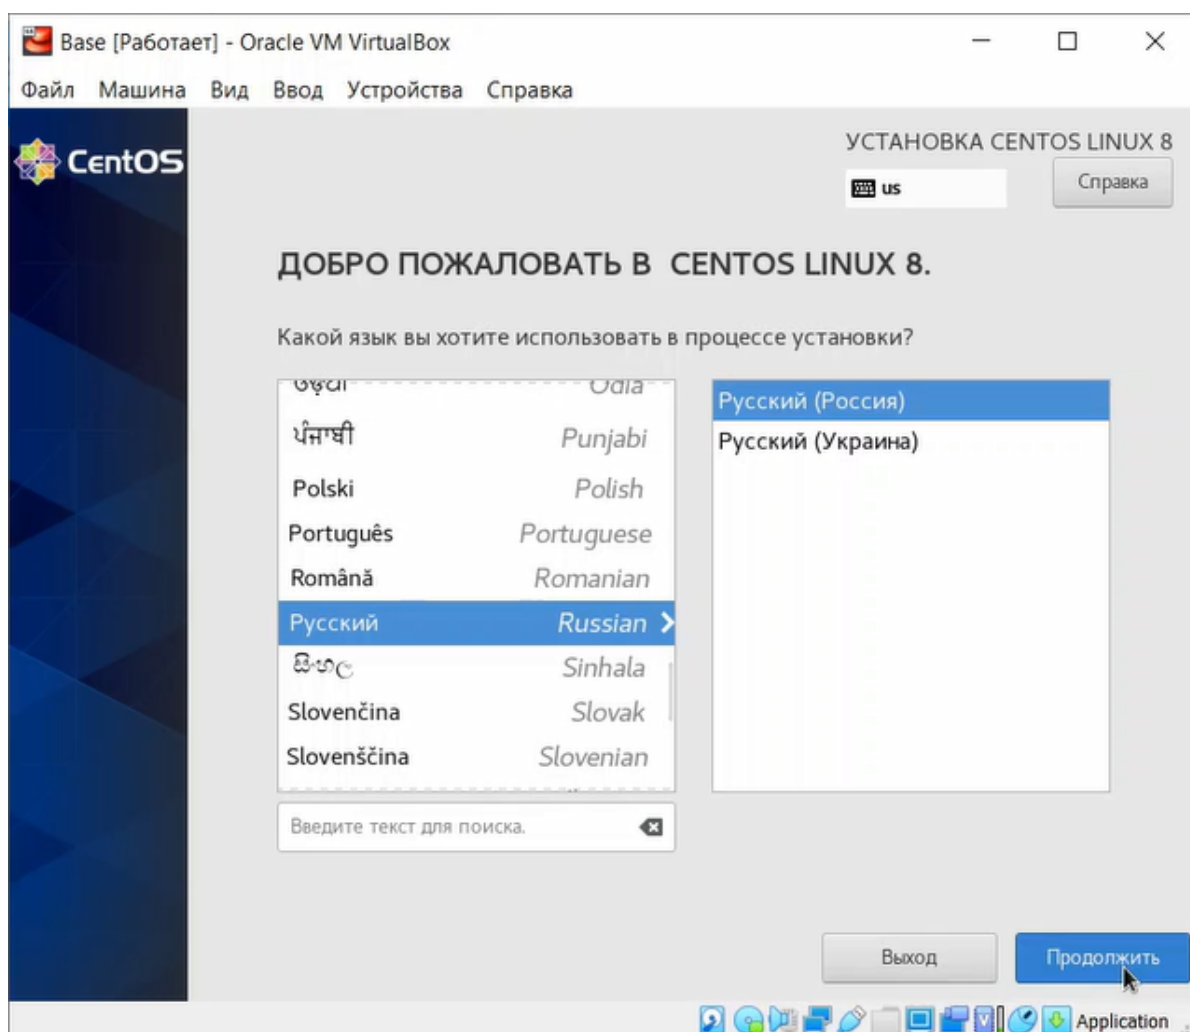 Base [Работает] - Oracle VM VirtualBox
Файл Машина Вид Ввод Устройства Справка
CentOS
УСТАНОВКА CENTOS LINUX 8
us
Справка
ДОБРО ПОЖАЛОВАТЬ В CENTOS LINUX 8.
Какой язык вы хотите использовать в процессе установки?
ଓଡ଼ିଆ Odia
ਪੰਜਾਬੀ Punjabi
Polski Polish
Português Portuguese
Română Romanian
Русский Russian
සිංහල Sinhala
Slovenčina Slovak
Slovenščina Slovenian
Русский (Россия)
Русский (Украина)
Введите текст для поиска.
Выход
Продолжить
Application